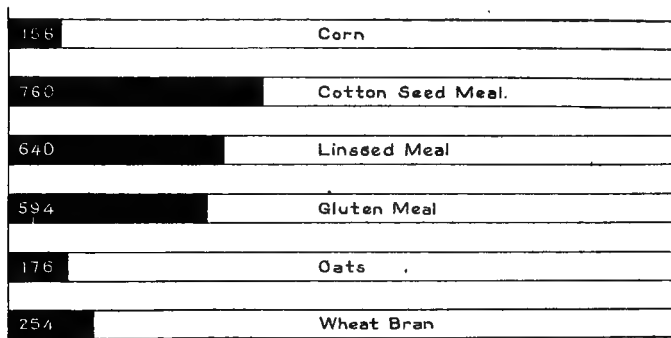 156 Corn
760 Cotton Seed Meal.
640 Linseed Meal
594 Gluten Meal
176 Oats
254 Wheat Bran